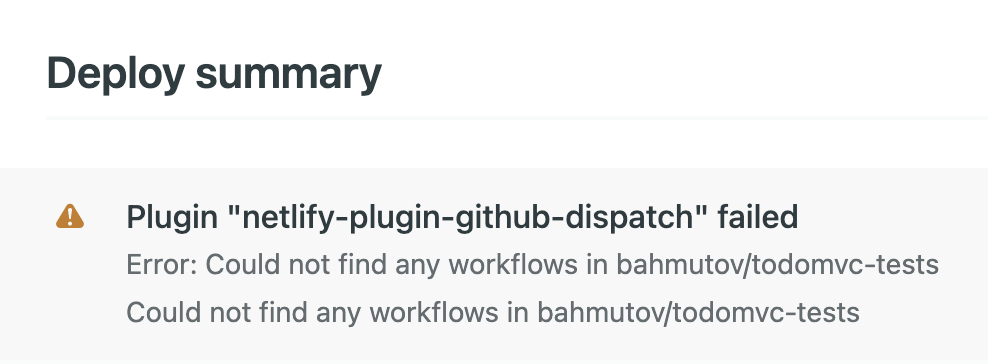 Deploy summary
Plugin "netlify-plugin-github-dispatch" failed
Error: Could not find any workflows in bahmutov/todomvc-tests
Could not find any workflows in bahmutov/todomvc-tests